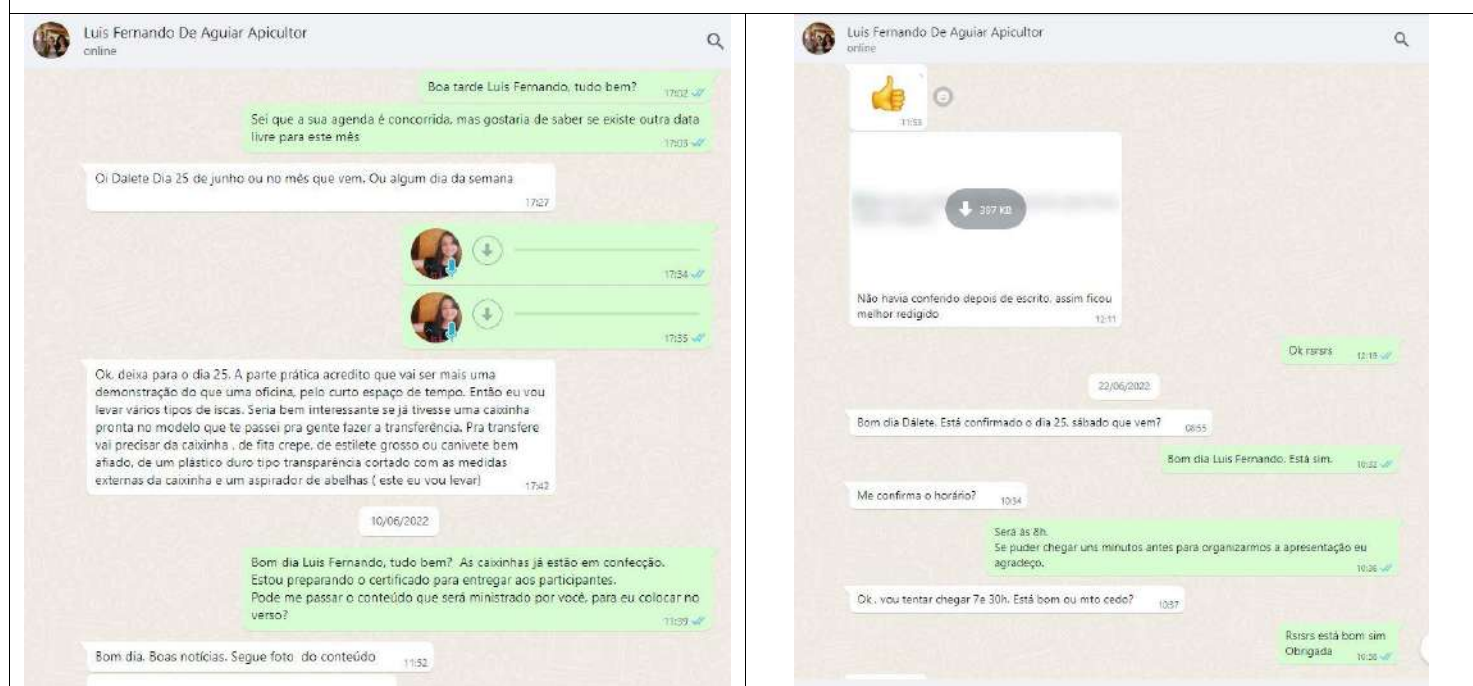 Luis Fernando De Aguiar Apicultor
online
Boa tarde Luis Fernando, tudo bem?
17:02
Sei que a sua agenda é concorrida, mas gostaria de saber se existe outra data
livre para este mês
17:03
Oi Dalete Dia 25 de junho ou no mês que vem. Ou algum dia da semana
17:27
17:34
17:35
Ok, deixa para o dia 25. A parte prática acredito que vai ser mais uma
demonstração do que uma oficina, pelo curto espaço de tempo. Então eu vou
levar vários tipos de iscas. Seria bem interessante se já tivesse uma caixinha
pronta no modelo que te passei pra gente fazer a transferência. Pra transfere
vai precisar da caixinha , de fita crepe, de estilete grosso ou canivete bem
afiado, de um plástico duro tipo transparência cortado com as medidas
externas da caixinha e um aspirador de abelhas ( este eu vou levar)
17:42
10/06/2022
Bom dia Luis Fernando, tudo bem? As caixinhas já estão em confecção.
Estou preparando o certificado para entregar aos participantes.
Pode me passar o conteúdo que será ministrado por você, para eu colocar no
verso?
11:39
Bom dia. Boas notícias. Segue foto do conteúdo
11:52
Luis Fernando De Aguiar Apicultor
online
11:53
397 KB
Não havia conferido depois de escrito, assim ficou
melhor redigido
12:11
Ok rsrsrs
12:19
22/06/2022
Bom dia Dálete. Está confirmado o dia 25, sábado que vem?
08:55
Bom dia Luis Fernando. Está sim.
10:32
Me confirma o horário?
10:34
Será às 8h.
Se puder chegar uns minutos antes para organizarmos a apresentação eu
agradeço.
10:36
Ok , vou tentar chegar 7e 30h. Está bom ou mto cedo?
10:37
Rsrsrs está bom sim
Obrigada
10:38